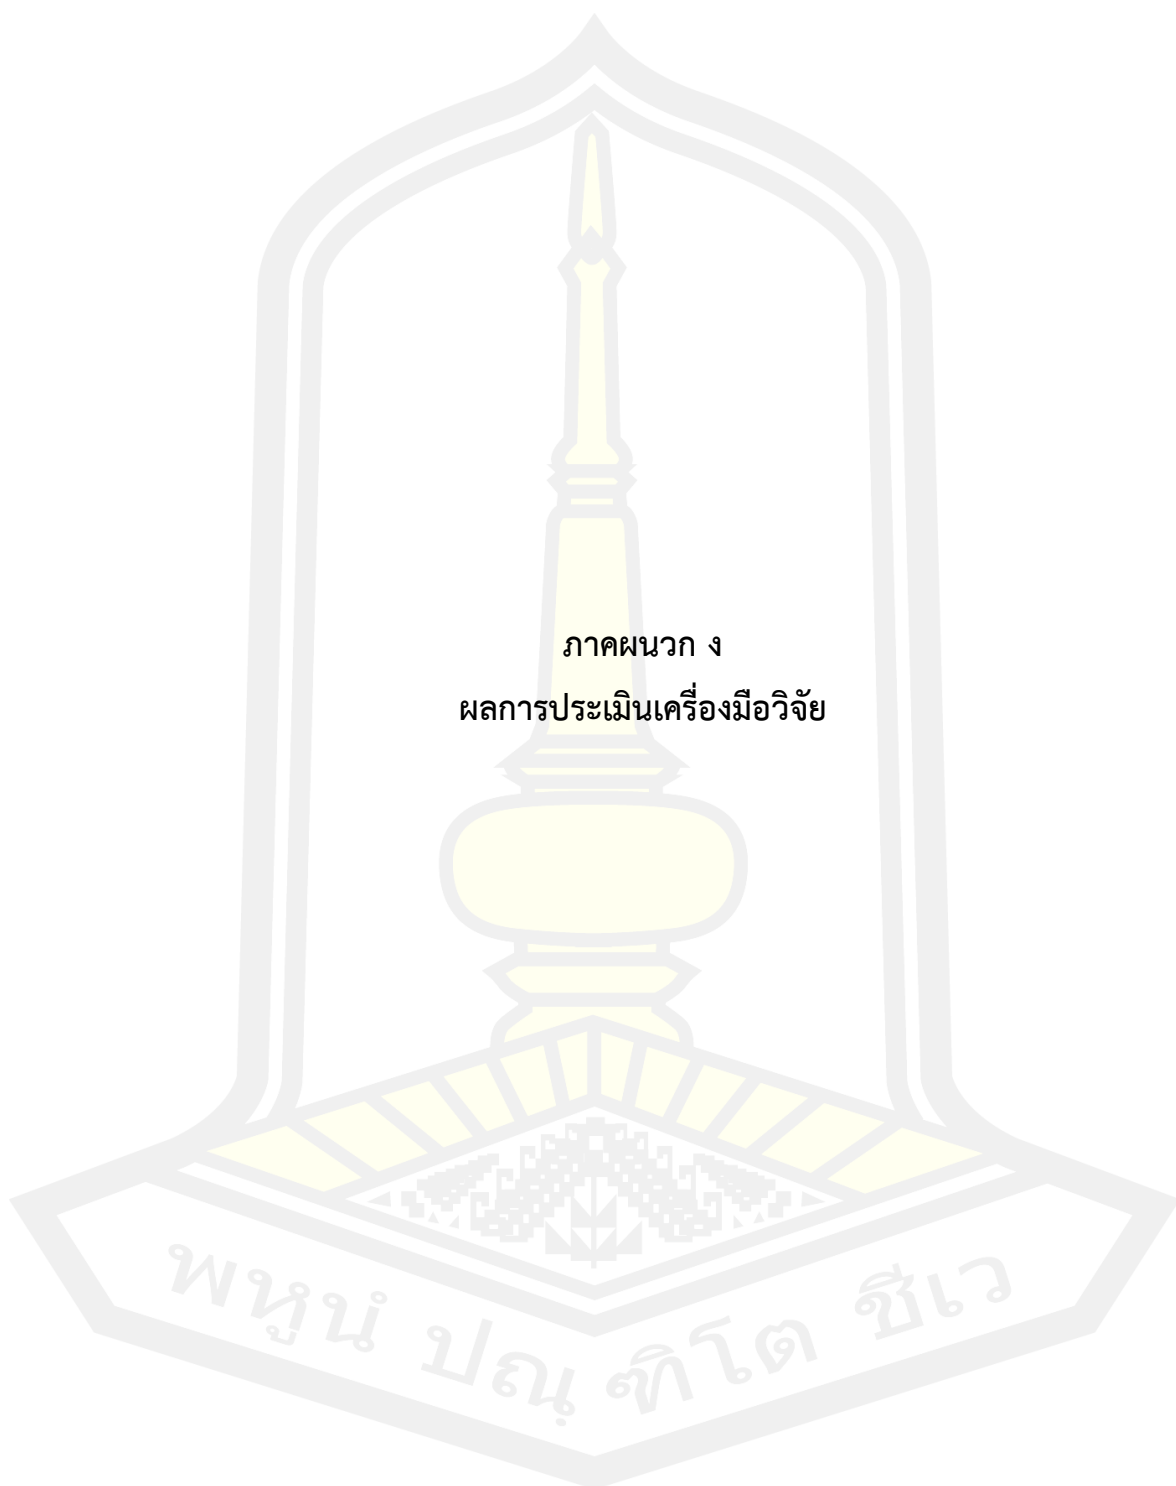 ภาคผนวก ง
ผลการประเมินเครื่องมือวิจัย
พหูนํ ปณฺฑิโต ชีเว